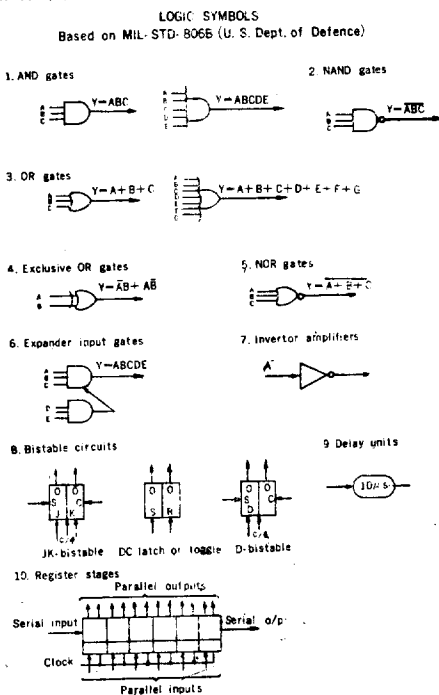 LOGIC SYMBOLS
Based on MIL-STD-806B (U. S. Dept. of Defence)
1. AND gates
2. NAND gates
A
B
C
Y=ABC
A
B
C
D
E
Y=ABCDE
A
B
C
Y=A̅B̅C̅
3. OR gates
A
B
C
Y=A+B+C
A
B
C
D
E
F
G
Y=A+B+C+D+E+F+G
4. Exclusive OR gates
5. NOR gates
A
B
Y=A̅B+AB̅
A
B
C
Y=A̅+̅B̅+̅C̅
6. Expander input gates
7. Invertor amplifiers
A
B
C
Y=ABCDE
D
E
A
8. Bistable circuits
9 Delay units
O O
S C
J K
O O
S R
O O
S C
D
10μs
JK-bistable
DC latch or toggle
D-bistable
10. Register stages
Parallel outputs
Serial input
Serial o/p
Clock
Parallel inputs